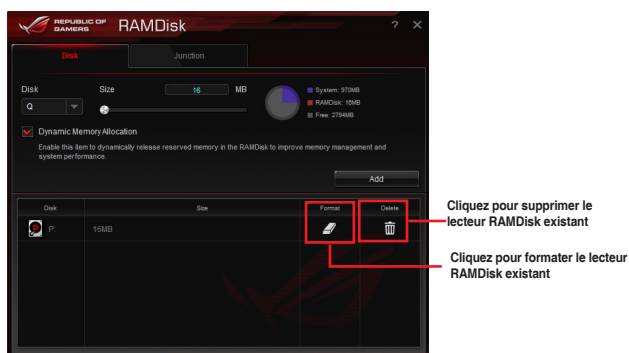 REPUBLIC OF
GAMERS
RAMDisk
? ×
Disk
Junction
Disk
Size
16
MB
Q
System: 970MB
RAMDisk: 16MB
Free: 2794MB
Dynamic Memory Allocation
Enable this item to dynamically release reserved memory in the RAMDisk to improve memory management and
system performance.
Add
Disk
Size
Format
Delete
P:
16MB
Cliquez pour supprimer le
lecteur RAMDisk existant
Cliquez pour formater le lecteur
RAMDisk existant